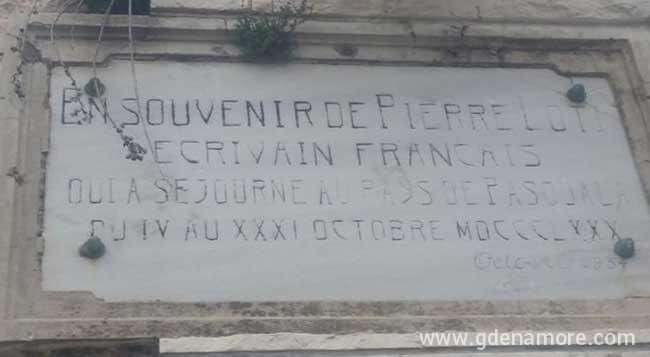 EN SOUVENIR DE PIERRE LOTI
ECRIVAIN FRANCAIS
QUI A SEJOURNE AU PAYS DE PASQUALA
DU IV AU XXXI OCTOBRE MDCCCLXXX
www.gdenamore.com